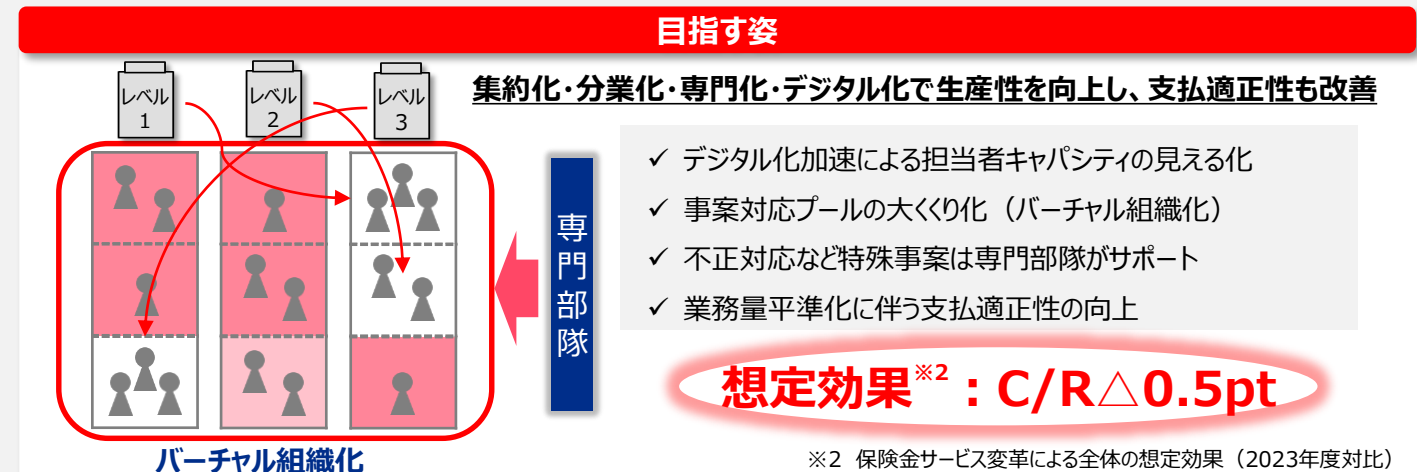 目指す姿
レベル
1
レベル
2
レベル
3
集約化・分業化・専門化・デジタル化で生産性を向上し、支払適正性も改善
専門部隊
✓ デジタル化加速による担当者キャパシティの見える化
✓ 事案対応プールの大くくり化（バーチャル組織化）
✓ 不正対応など特殊事案は専門部隊がサポート
✓ 業務量平準化に伴う支払適正性の向上
想定効果※2：C/R△0.5pt
バーチャル組織化
※2 保険金サービス変革による全体の想定効果（2023年度対比）